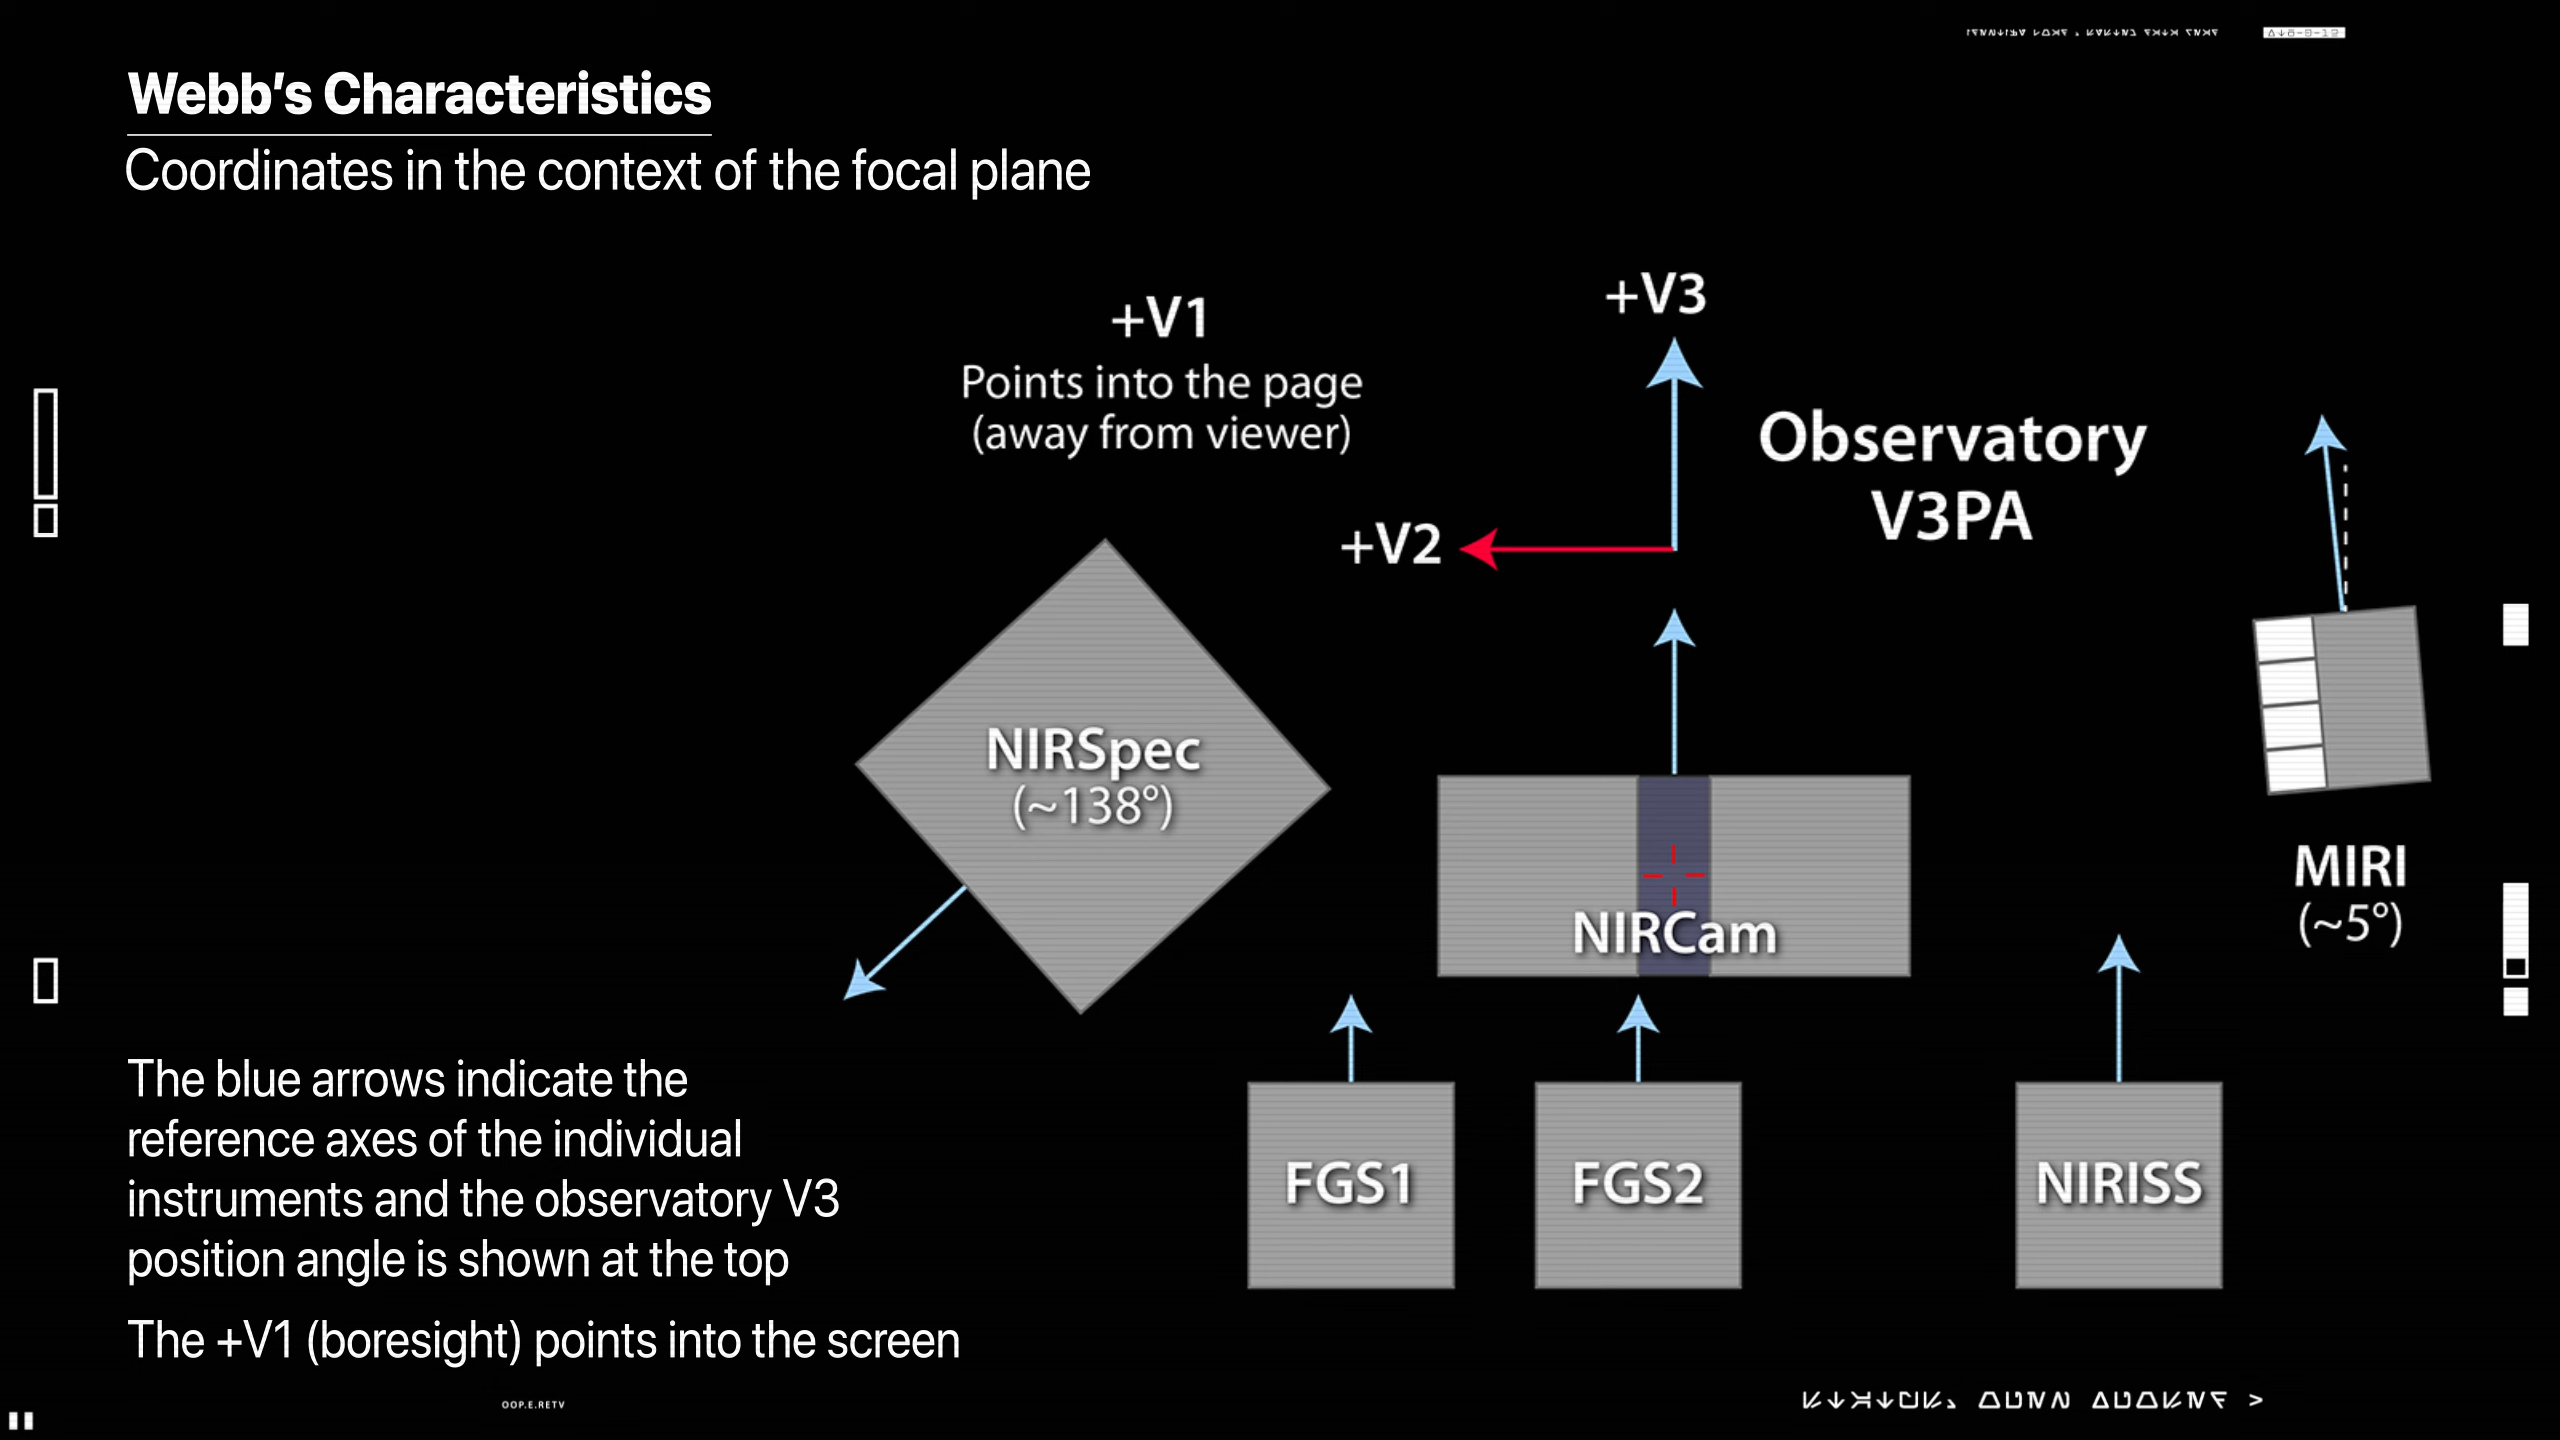 Webb's Characteristics
Coordinates in the context of the focal plane
+V1
Points into the page
(away from viewer)
+V3
Observatory
V3PA
+V2
NIRSpec
(~138°)
NIRCam
MIRI
(~5°)
FGS1
FGS2
NIRISS
The blue arrows indicate the
reference axes of the individual
instruments and the observatory V3
position angle is shown at the top
The +V1 (boresight) points into the screen
OOP.E.RETV